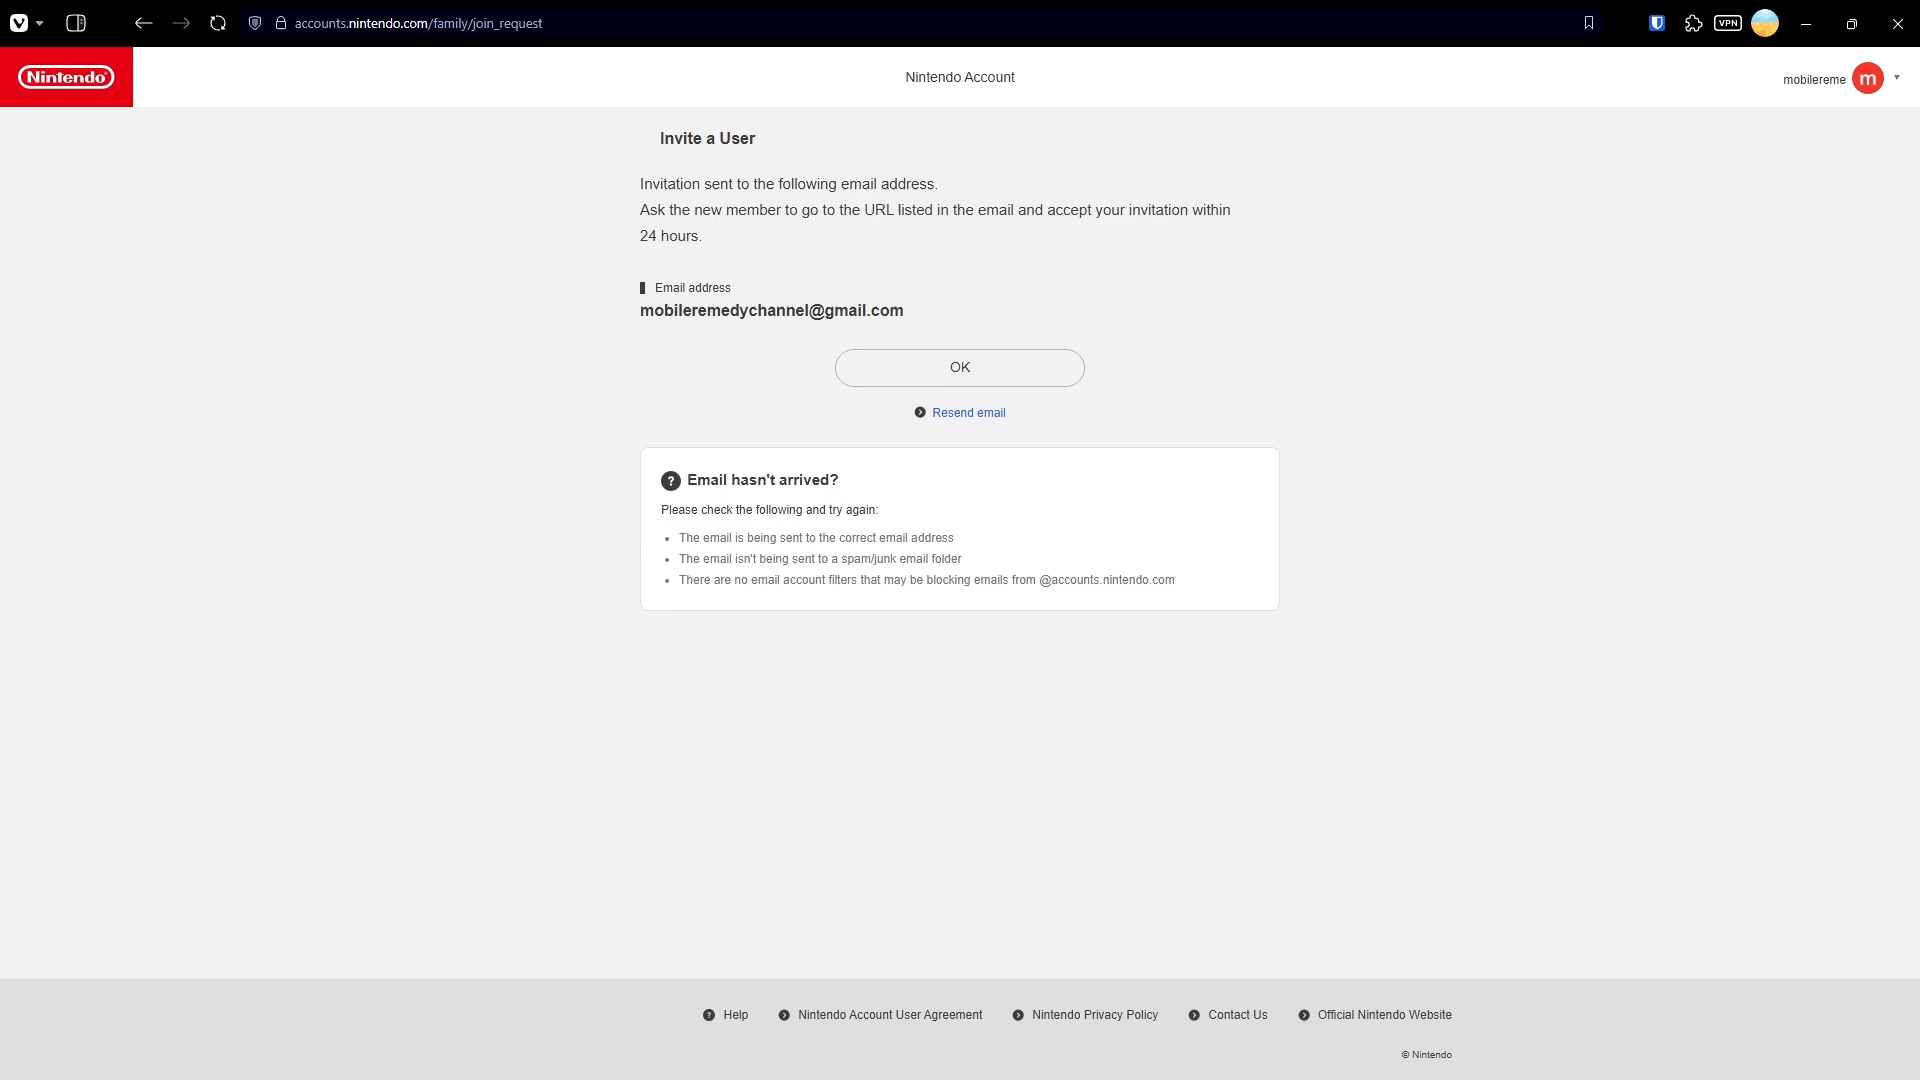 accounts.nintendo.com/family/join_request
VPN
Nintendo
Nintendo Account
mobilereme
m
Invite a User
Invitation sent to the following email address.
Ask the new member to go to the URL listed in the email and accept your invitation within
24 hours.
Email address
mobileremedychannel@gmail.com
OK
Resend email
? Email hasn't arrived?
Please check the following and try again:
• The email is being sent to the correct email address
• The email isn't being sent to a spam/junk email folder
• There are no email account filters that may be blocking emails from @accounts.nintendo.com
? Help
Nintendo Account User Agreement
Nintendo Privacy Policy
Contact Us
Official Nintendo Website
© Nintendo